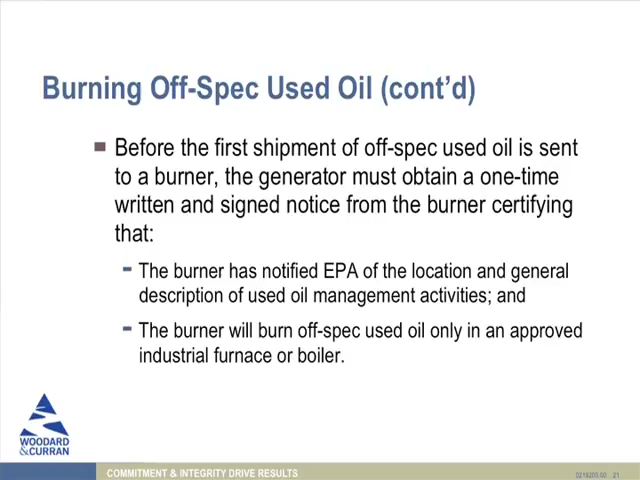 Burning Off-Spec Used Oil (cont'd)
Before the first shipment of off-spec used oil is sent
to a burner, the generator must obtain a one-time
written and signed notice from the burner certifying
that:
The burner has notified EPA of the location and general
description of used oil management activities; and
The burner will burn off-spec used oil only in an approved
industrial furnace or boiler.
WOODARD
&CURRAN
COMMITMENT & INTEGRITY DRIVE RESULTS
21